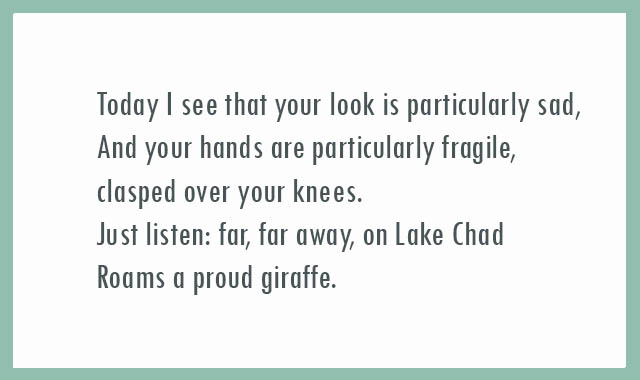 Today I see that your look is particularly sad,
And your hands are particularly fragile,
clasped over your knees.
Just listen: far, far away, on Lake Chad
Roams a proud giraffe.